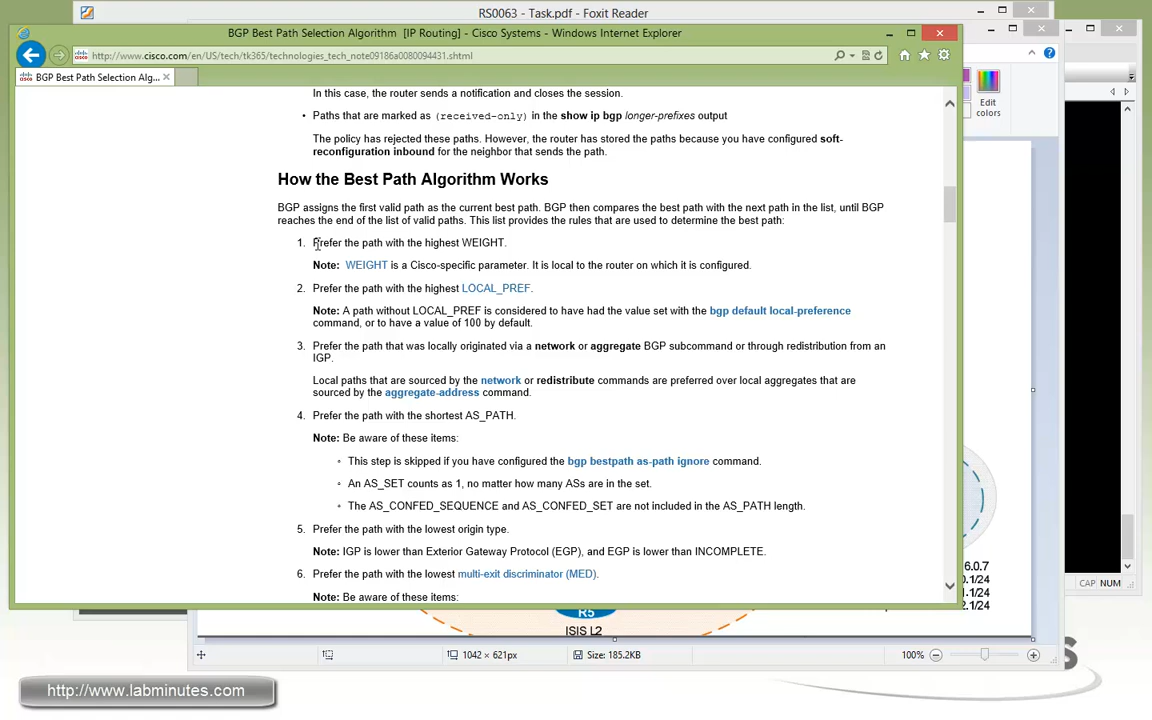 RS0063 - Task.pdf - Foxit Reader
BGP Best Path Selection Algorithm [IP Routing] - Cisco Systems - Windows Internet Explorer
http://www.cisco.com/en/US/tech/tk365/technologies_tech_note09186a0080094431.shtml
BGP Best Path Selection Alg...
Edit
colors
In this case, the router sends a notification and closes the session.
• Paths that are marked as (received-only) in the show ip bgp longer-prefixes output
The policy has rejected these paths. However, the router has stored the paths because you have configured soft-
reconfiguration inbound for the neighbor that sends the path.
How the Best Path Algorithm Works
BGP assigns the first valid path as the current best path. BGP then compares the best path with the next path in the list, until BGP
reaches the end of the list of valid paths. This list provides the rules that are used to determine the best path:
1. Prefer the path with the highest WEIGHT.
Note: WEIGHT is a Cisco-specific parameter. It is local to the router on which it is configured.
2. Prefer the path with the highest LOCAL_PREF.
Note: A path without LOCAL_PREF is considered to have had the value set with the bgp default local-preference
command, or to have a value of 100 by default.
3. Prefer the path that was locally originated via a network or aggregate BGP subcommand or through redistribution from an
IGP.
Local paths that are sourced by the network or redistribute commands are preferred over local aggregates that are
sourced by the aggregate-address command.
4. Prefer the path with the shortest AS_PATH.
Note: Be aware of these items:
◦ This step is skipped if you have configured the bgp bestpath as-path ignore command.
◦ An AS_SET counts as 1, no matter how many ASs are in the set.
◦ The AS_CONFED_SEQUENCE and AS_CONFED_SET are not included in the AS_PATH length.
5. Prefer the path with the lowest origin type.
Note: IGP is lower than Exterior Gateway Protocol (EGP), and EGP is lower than INCOMPLETE.
6. Prefer the path with the lowest multi-exit discriminator (MED).
Note: Be aware of these items:
6.0.7
0.1/24
1.1/24
2.1/24
CAP NUM
R5
ISIS L2
1042 × 621px
Size: 185.2KB
100%
http://www.labminutes.com